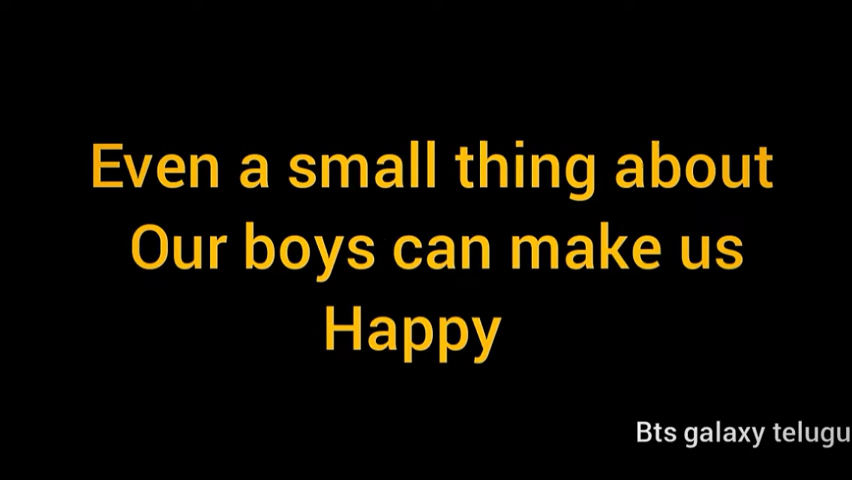 Even a small thing about
Our boys can make us
Happy
Bts galaxy telugu